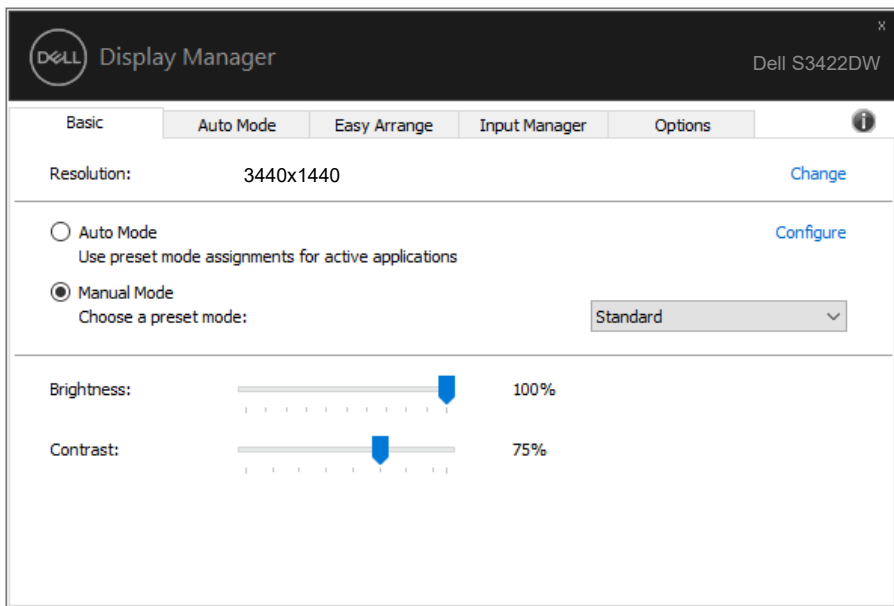 DELL Display Manager
x
Dell S3422DW
Basic Auto Mode Easy Arrange Input Manager Options i
Resolution: 3440x1440 Change
Auto Mode Configure
Use preset mode assignments for active applications
Manual Mode
Choose a preset mode: Standard
Brightness: 100%
Contrast: 75%